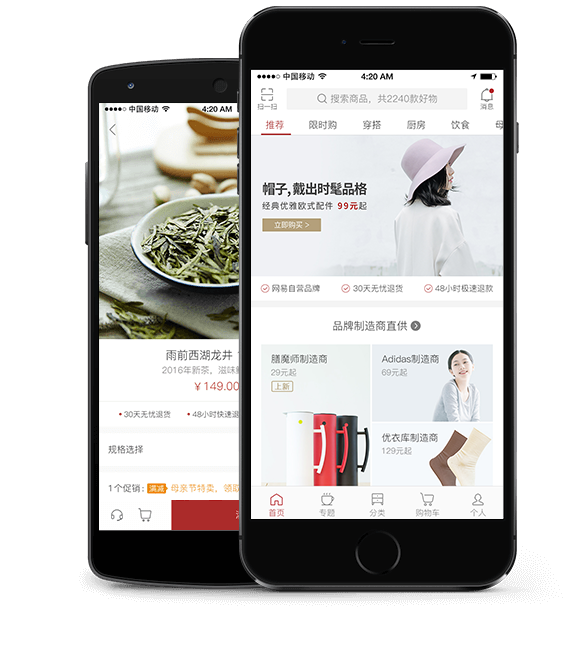 中国移动 4:20 AM
雨前西湖龙井
2016年新茶，滋味
¥149.00
30天无忧退货 48小时快速退
规格选择
1个促销： 满减 母亲节特卖，领取
中国移动 4:20 AM
扫一扫 搜索商品，共2240款好物 消息
推荐 限时购 穿搭 厨房 饮食 母
帽子，戴出时髦品格
经典优雅欧式配件 99元起
立即购买 >
网易自营品牌 30天无忧退货 48小时极速退款
品牌制造商直供
膳魔师制造商
29元起
上新
Adidas制造商
69元起
优衣库制造商
129元起
首页 专题 分类 购物车 个人